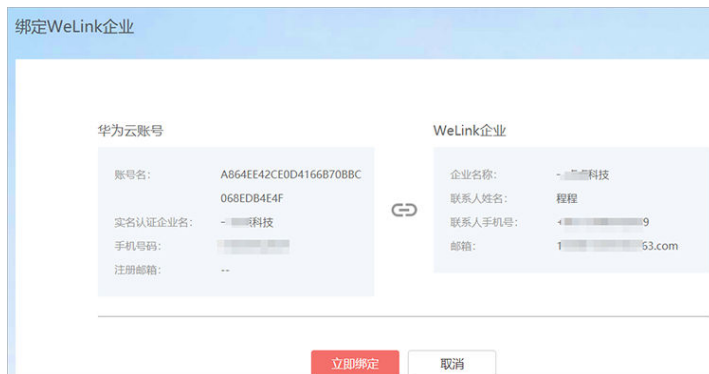 绑定WeLink企业
华为云账号
账号名： A864EE42CE0D4166B70BBC
068EDB4E4F
实名认证企业名： 科技
手机号码：
注册邮箱： --
WeLink企业
企业名称： 科技
联系人姓名： 程程
联系人手机号： 9
邮箱： 1 63.com
立即绑定 取消